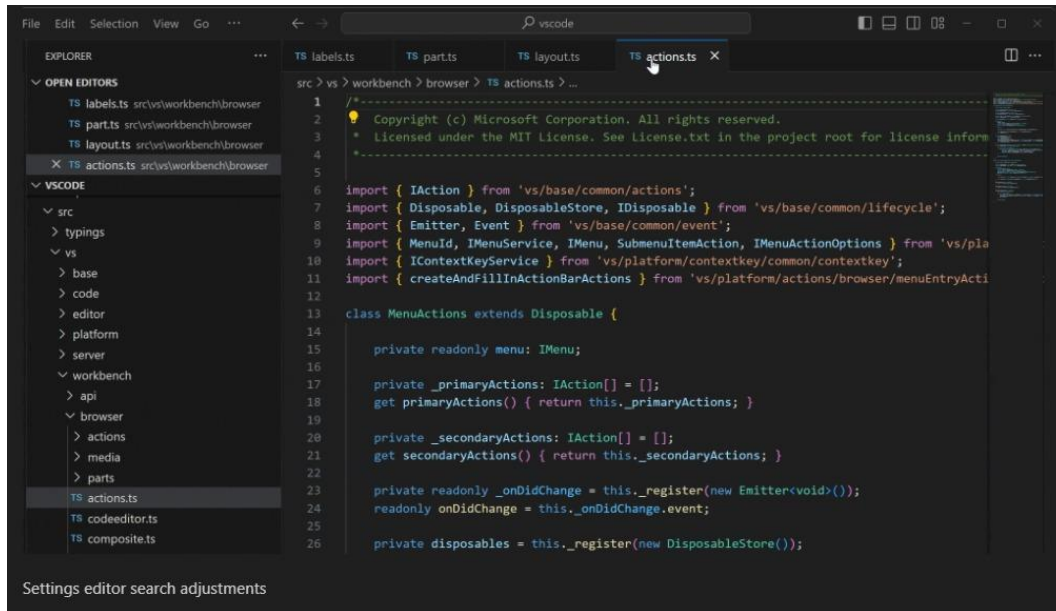 File Edit Selection View Go ··· vscode
EXPLORER ···
OPEN EDITORS
TS labels.ts src\vs\workbench\browser
TS part.ts src\vs\workbench\browser
TS layout.ts src\vs\workbench\browser
TS actions.ts src\vs\workbench\browser
VSCODE
src
typings
vs
base
code
editor
platform
server
workbench
api
browser
actions
media
parts
TS actions.ts
TS codeeditor.ts
TS composite.ts
TS labels.ts TS part.ts TS layout.ts TS actions.ts ···
src > vs > workbench > browser > TS actions.ts > ...
1 /*---------------------------------------------------------------------------------------------
2 Copyright (c) Microsoft Corporation. All rights reserved.
3 * Licensed under the MIT License. See License.txt in the project root for license inform
4 *---------------------------------------------------------------------------------------------
5
6 import { IAction } from 'vs/base/common/actions';
7 import { Disposable, DisposableStore, IDisposable } from 'vs/base/common/lifecycle';
8 import { Emitter, Event } from 'vs/base/common/event';
9 import { MenuId, IMenuService, IMenu, SubmenuItemAction, IMenuActionOptions } from 'vs/pla
10 import { IContextKeyService } from 'vs/platform/contextkey/common/contextkey';
11 import { createAndFillInActionBarActions } from 'vs/platform/actions/browser/menuEntryActi
12
13 class MenuActions extends Disposable {
14
15 private readonly menu: IMenu;
16
17 private _primaryActions: IAction[] = [];
18 get primaryActions() { return this._primaryActions; }
19
20 private _secondaryActions: IAction[] = [];
21 get secondaryActions() { return this._secondaryActions; }
22
23 private readonly _onDidChange = this._register(new Emitter<void>());
24 readonly onDidChange = this._onDidChange.event;
25
26 private disposables = this._register(new DisposableStore());
Settings editor search adjustments